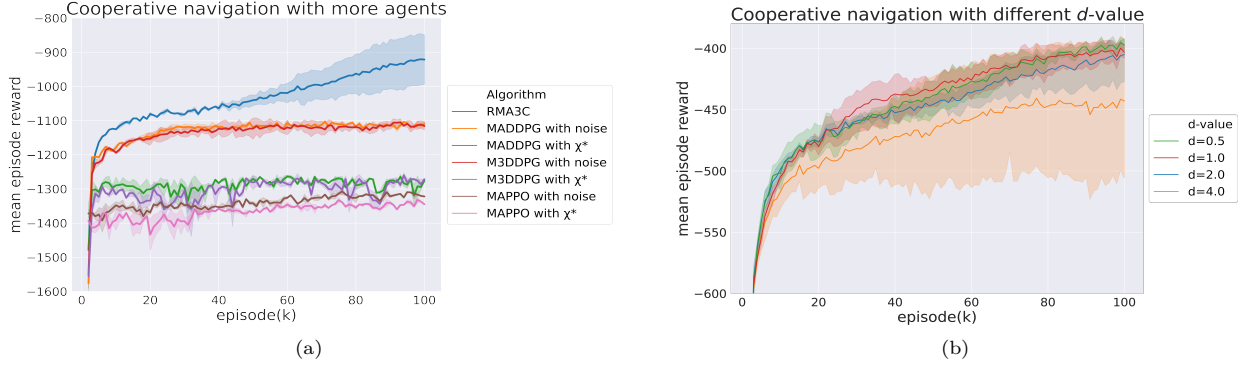 Cooperative navigation with more agents
mean episode reward
−800
−900
−1000
−1100
−1200
−1300
−1400
−1500
−1600
0 20 40 60 80 100
episode(k)
Algorithm
RMA3C
MADDPG with noise
MADDPG with χ*
M3DDPG with noise
M3DDPG with χ*
MAPPO with noise
MAPPO with χ*
(a)
Cooperative navigation with different d-value
mean episode reward
−400
−450
−500
−550
−600
0 20 40 60 80 100
episode(k)
d-value
d=0.5
d=1.0
d=2.0
d=4.0
(b)